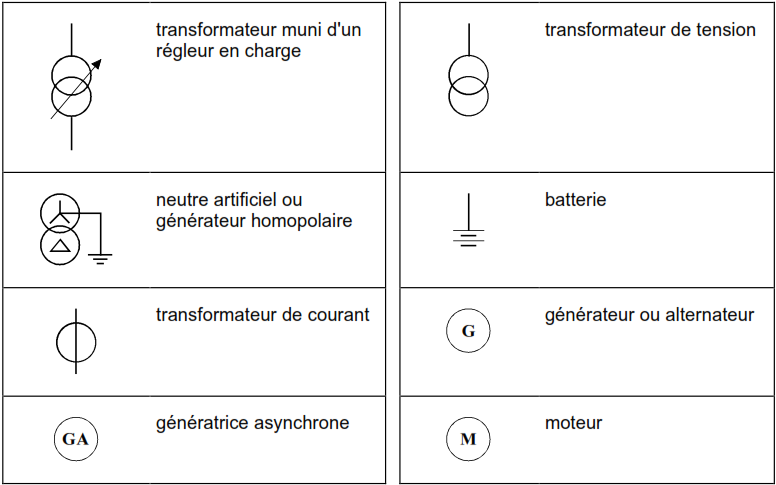 transformateur muni d'un
régleur en charge
transformateur de tension
neutre artificiel ou
générateur homopolaire
batterie
transformateur de courant
G
générateur ou alternateur
GA
génératrice asynchrone
M
moteur